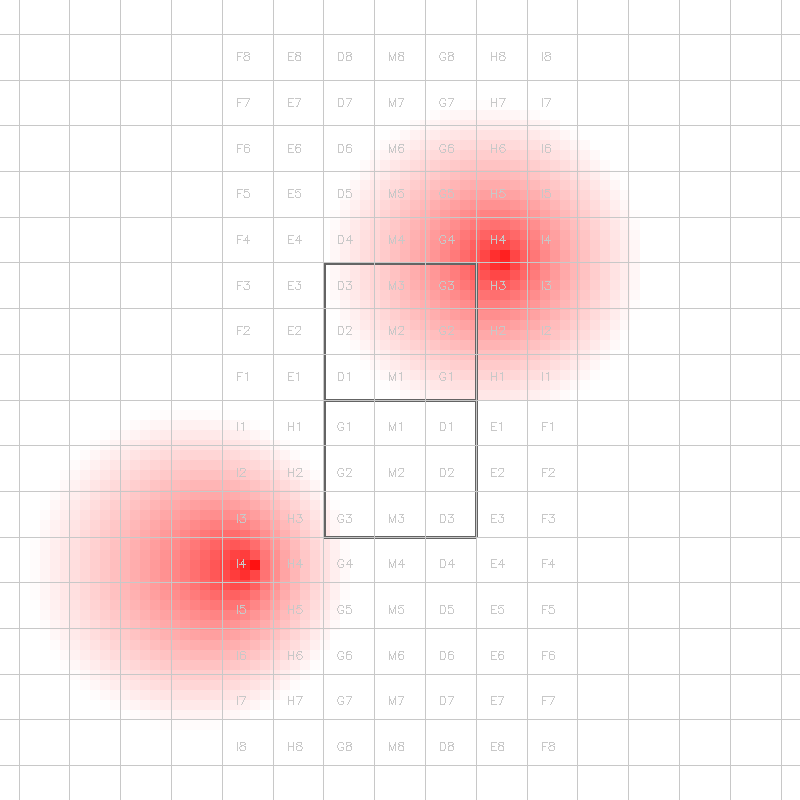 F8 E8 D8 M8 G8 H8 I8
F7 E7 D7 M7 G7 H7 I7
F6 E6 D6 M6 G6 H6 I6
F5 E5 D5 M5 G5 H5 I5
F4 E4 D4 M4 G4 H4 I4
F3 E3 D3 M3 G3 H3 I3
F2 E2 D2 M2 G2 H2 I2
F1 E1 D1 M1 G1 H1 I1
I1 H1 G1 M1 D1 E1 F1
I2 H2 G2 M2 D2 E2 F2
I3 H3 G3 M3 D3 E3 F3
I4 H4 G4 M4 D4 E4 F4
I5 H5 G5 M5 D5 E5 F5
I6 H6 G6 M6 D6 E6 F6
I7 H7 G7 M7 D7 E7 F7
I8 H8 G8 M8 D8 E8 F8